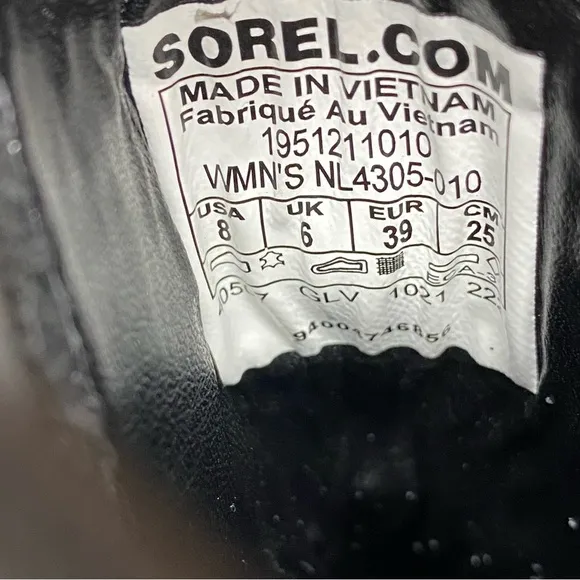 SOREL.COM
MADE IN VIETNAM
Fabriqué Au Vietnam
1951211010
WMN'S NL4305-010
USA UK EUR CM
8 6 39 25
GLV 1021